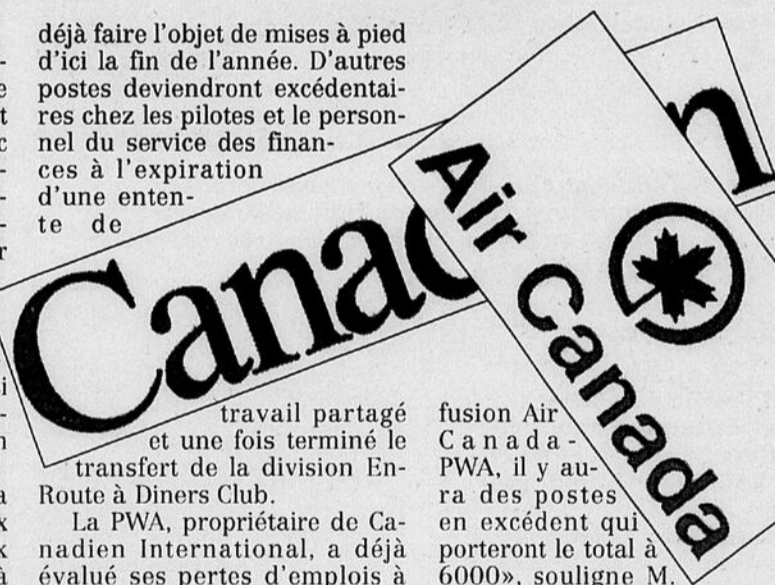 déjà faire l'objet de mises à pied
d'ici la fin de l'année. D'autres
postes deviendront excédentai-
res chez les pilotes et le person-
nel du service des finan-
ces à l'expiration
d'une enten-
te de
travail partagé
et une fois terminé le
transfert de la division En-
Route à Diners Club.
La PWA, propriétaire de Ca-
nadien International, a déjà
évalué ses pertes d'emplois à
fusion Air
Canada-
PWA, il y au-
ra des postes
en excédent qui
porteront le total à
6000», souligne M
Canad
n
Air Canada